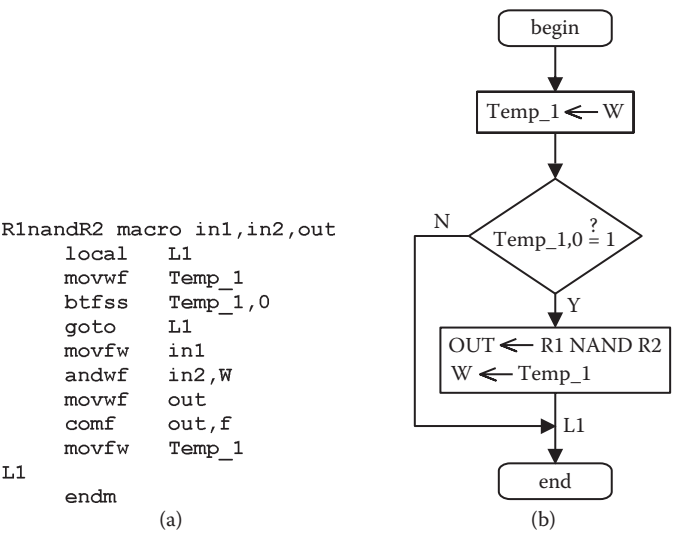 R1nandR2 macro in1,in2,out
local L1
movwf Temp_1
btfss Temp_1,0
goto L1
movfw in1
andwf in2,W
movwf out
comf out,f
movfw Temp_1
L1
endm
(a)
begin
Temp_1 ← W
?
Temp_1,0 = 1
N
Y
OUT ← R1 NAND R2
W ← Temp_1
L1
end
(b)